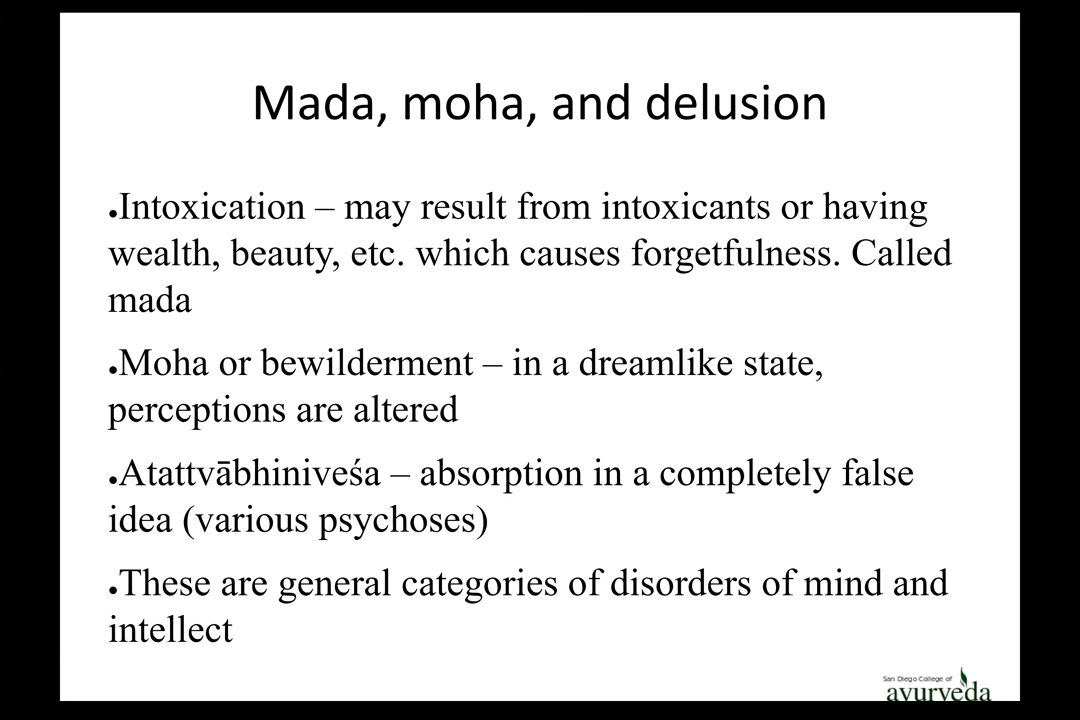 Mada, moha, and delusion
●Intoxication – may result from intoxicants or having
wealth, beauty, etc. which causes forgetfulness. Called
mada
●Moha or bewilderment – in a dreamlike state,
perceptions are altered
●Atattvābhiniveśa – absorption in a completely false
idea (various psychoses)
●These are general categories of disorders of mind and
intellect
San Diego College of
ayurveda